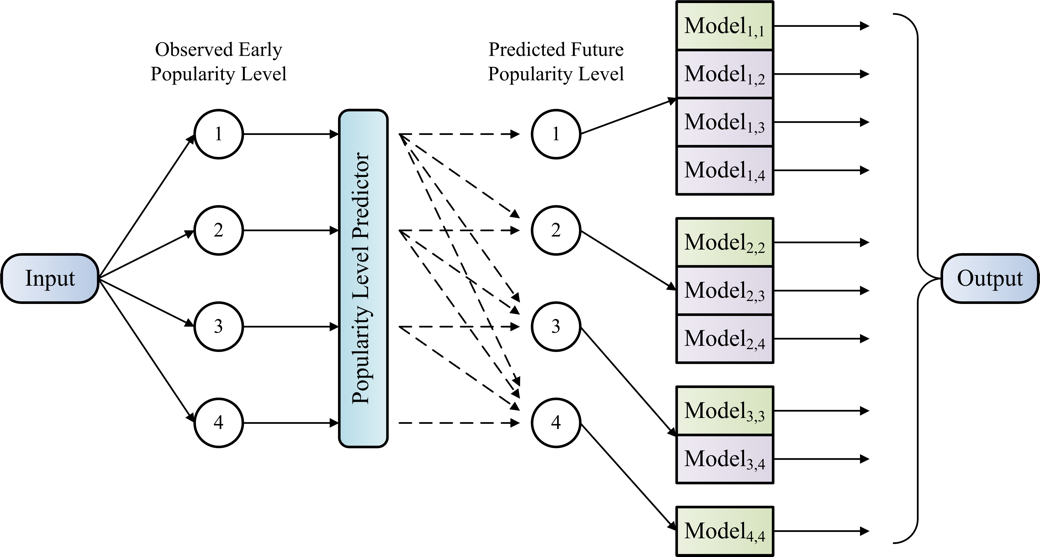 Observed Early
Popularity Level
Predicted Future
Popularity Level
Input
1
2
3
4
Popularity Level Predictor
1
2
3
4
Model1,1
Model1,2
Model1,3
Model1,4
Model2,2
Model2,3
Model2,4
Model3,3
Model3,4
Model4,4
Output